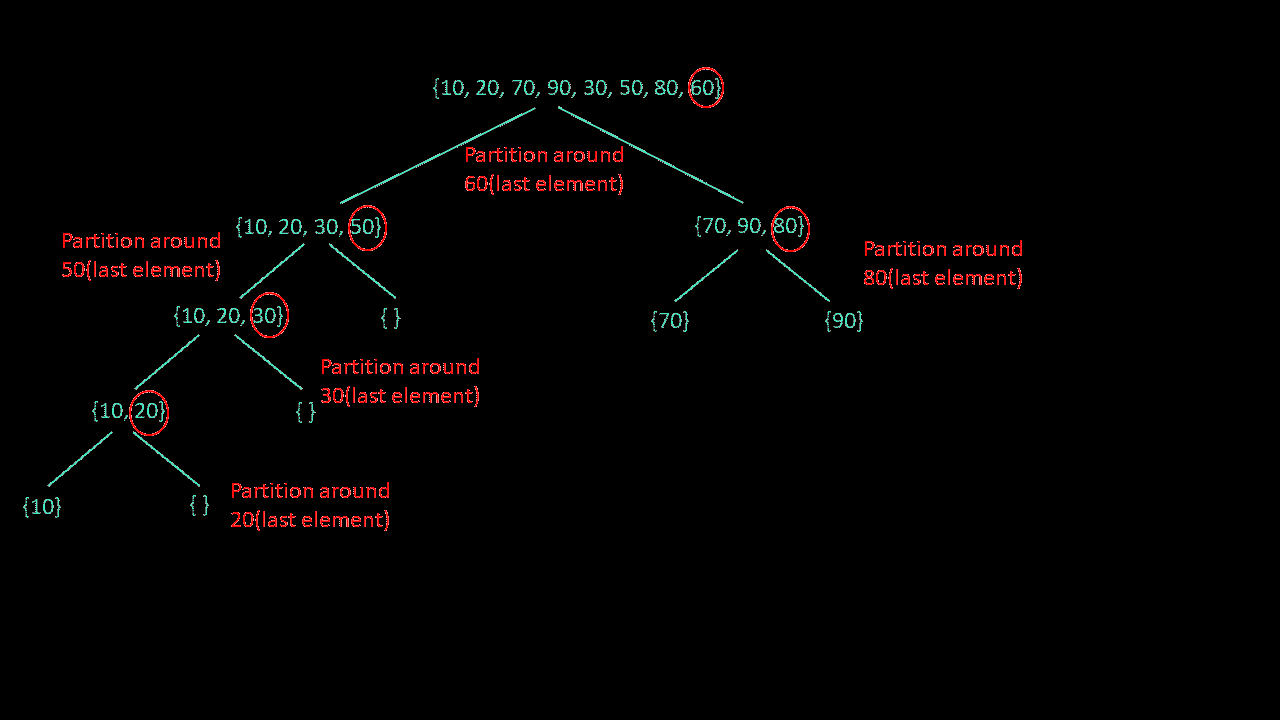 {10, 20, 70, 90, 30, 50, 80, 60}
Partition around
60(last element)
{10, 20, 30, 50}
{70, 90, 80}
Partition around
50(last element)
Partition around
80(last element)
{10, 20, 30}
{ }
{70}
{90}
Partition around
30(last element)
{10, 20}
{ }
{10}
{ }
Partition around
20(last element)